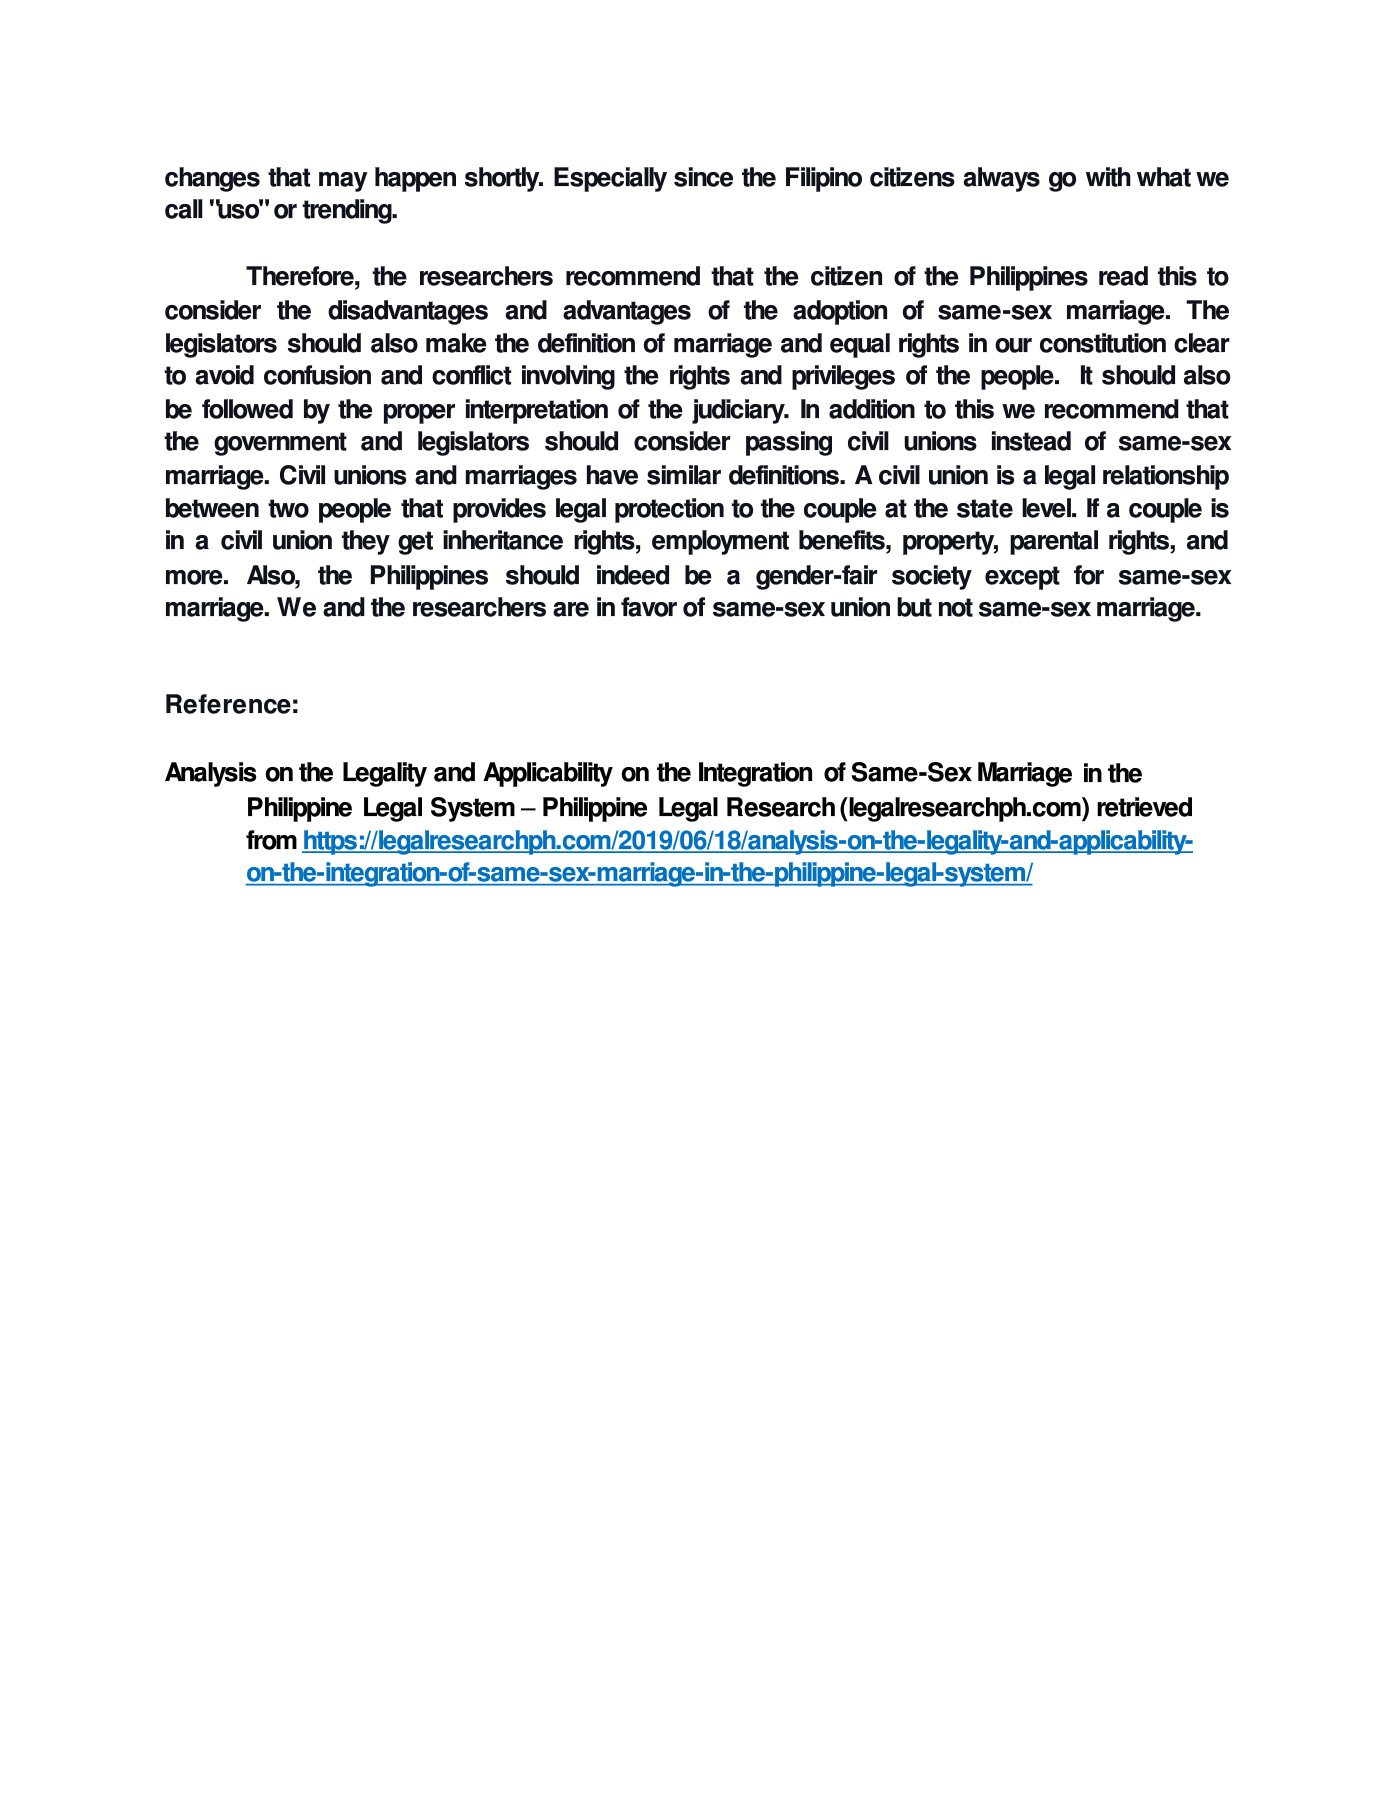 changes that may happen shortly. Especially since the Filipino citizens always go with what we
call "uso" or trending.
Therefore, the researchers recommend that the citizen of the Philippines read this to
consider the disadvantages and advantages of the adoption of same-sex marriage. The
legislators should also make the definition of marriage and equal rights in our constitution clear
to avoid confusion and conflict involving the rights and privileges of the people. It should also
be followed by the proper interpretation of the judiciary. In addition to this we recommend that
the government and legislators should consider passing civil unions instead of same-sex
marriage. Civil unions and marriages have similar definitions. A civil union is a legal relationship
between two people that provides legal protection to the couple at the state level. If a couple is
in a civil union they get inheritance rights, employment benefits, property, parental rights, and
more. Also, the Philippines should indeed be a gender-fair society except for same-sex
marriage. We and the researchers are in favor of same-sex union but not same-sex marriage.
Reference:
Analysis on the Legality and Applicability on the Integration of Same-Sex Marriage in the
Philippine Legal System – Philippine Legal Research (legalresearchph.com) retrieved
from https://legalresearchph.com/2019/06/18/analysis-on-the-legality-and-applicability-
on-the-integration-of-same-sex-marriage-in-the-philippine-legal-system/